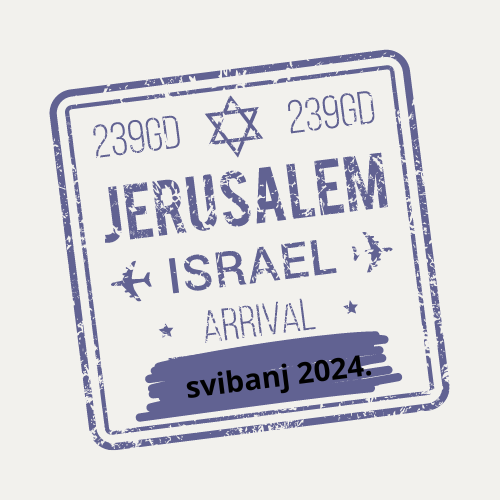 239GD 239GD
JERUSALEM
ISRAEL
ARRIVAL
svibanj 2024.